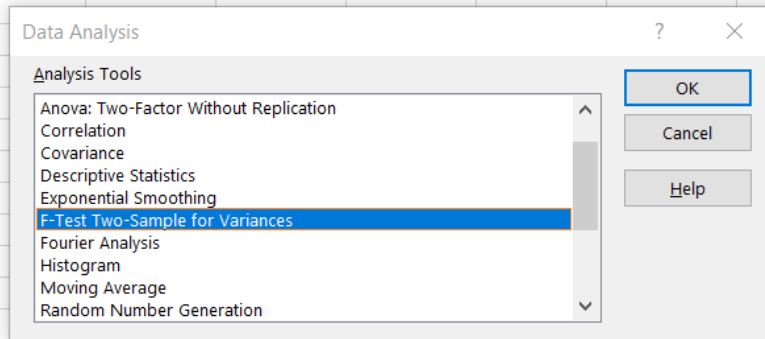 Data Analysis
?
Analysis Tools
Anova: Two-Factor Without Replication
Correlation
Covariance
Descriptive Statistics
Exponential Smoothing
F-Test Two-Sample for Variances
Fourier Analysis
Histogram
Moving Average
Random Number Generation
OK
Cancel
Help